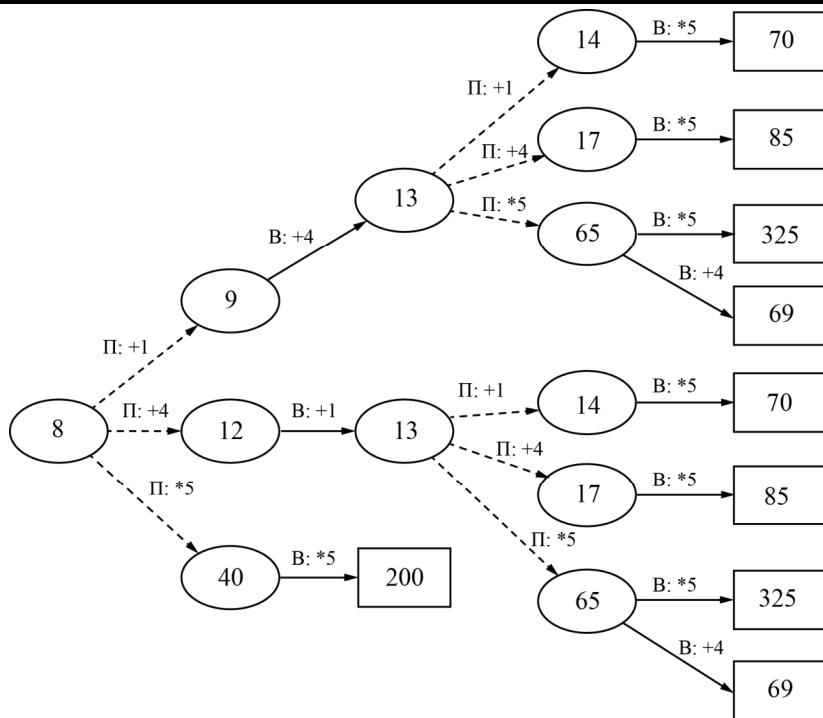 14 В: *5 70
П: +1
17 В: *5 85
П: +4
13 П: *5
65 В: *5 325
В: +4
В: +4
9 69
П: +1
П: +1
14 В: *5 70
8 П: +4 12 В: +1 13
П: +4
П: *5 17 В: *5 85
П: *5
40 В: *5 200
65 В: *5 325
В: +4
69